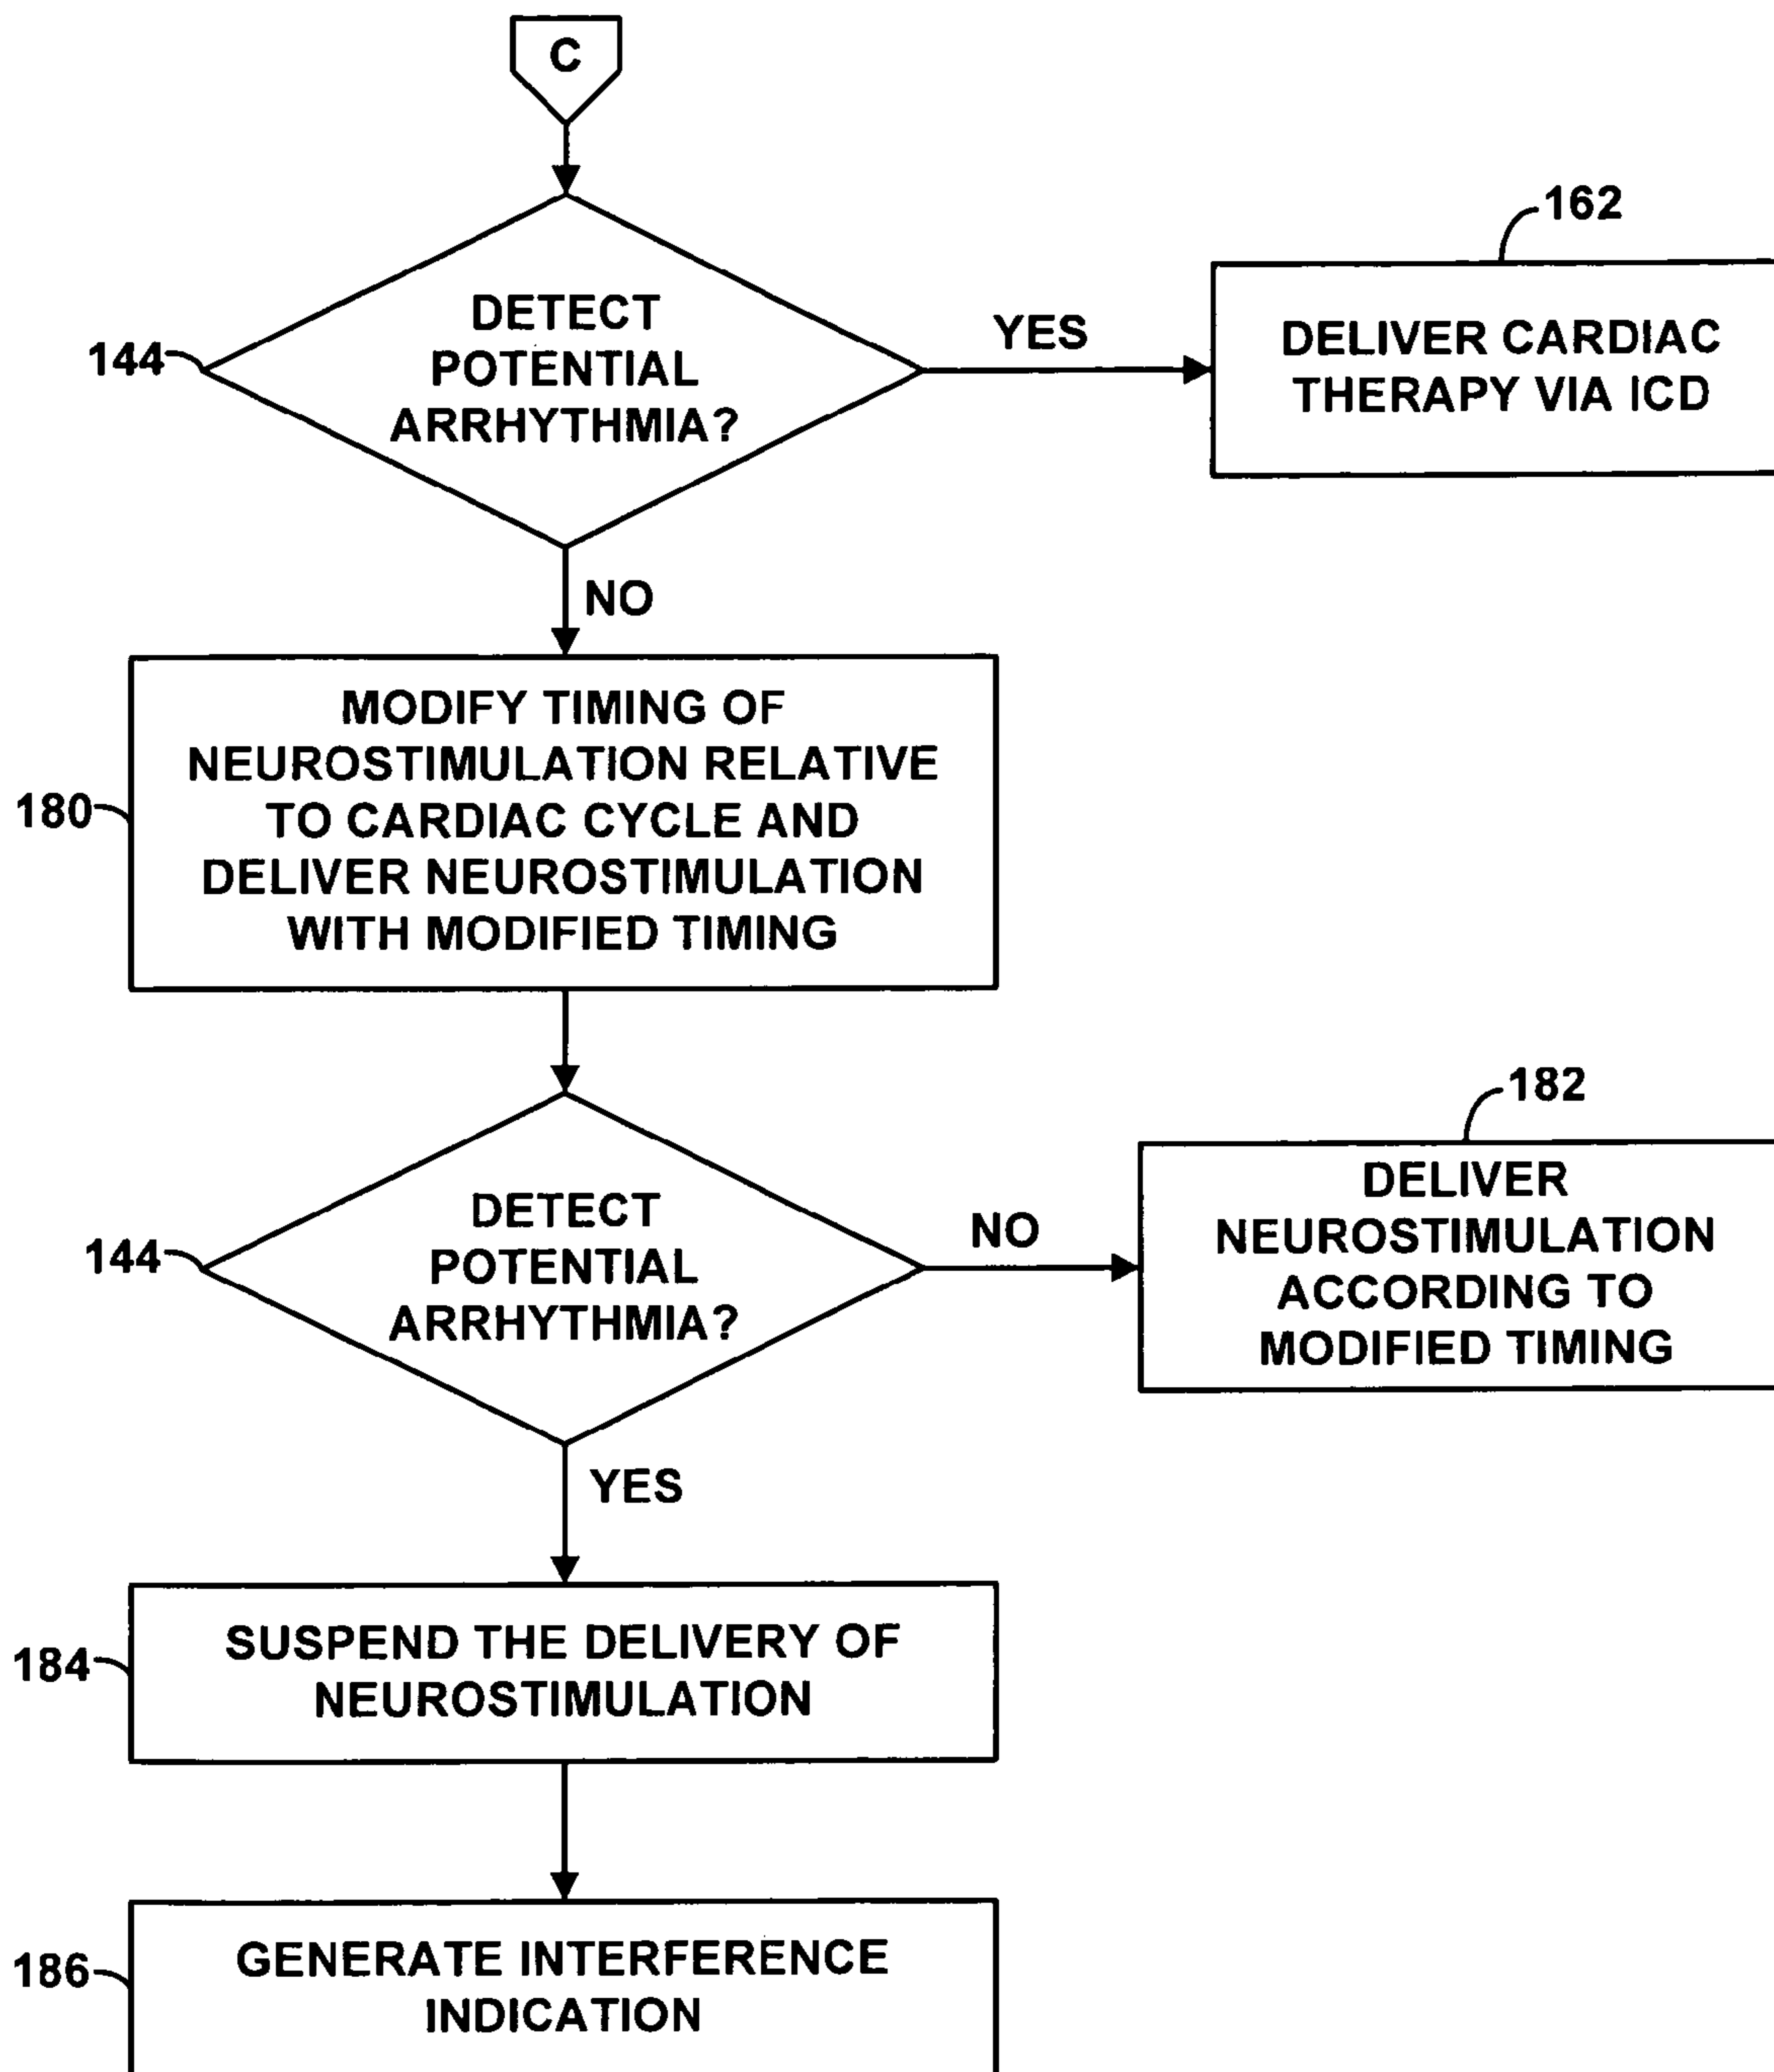 C
DETECT
POTENTIAL
ARRHYTHMIA?
144
YES
162
DELIVER CARDIAC
THERAPY VIA ICD
NO
MODIFY TIMING OF
NEUROSTIMULATION RELATIVE
TO CARDIAC CYCLE AND
DELIVER NEUROSTIMULATION
WITH MODIFIED TIMING
180
DETECT
POTENTIAL
ARRHYTHMIA?
144
NO
182
DELIVER
NEUROSTIMULATION
ACCORDING TO
MODIFIED TIMING
YES
SUSPEND THE DELIVERY OF
NEUROSTIMULATION
184
GENERATE INTERFERENCE
INDICATION
186